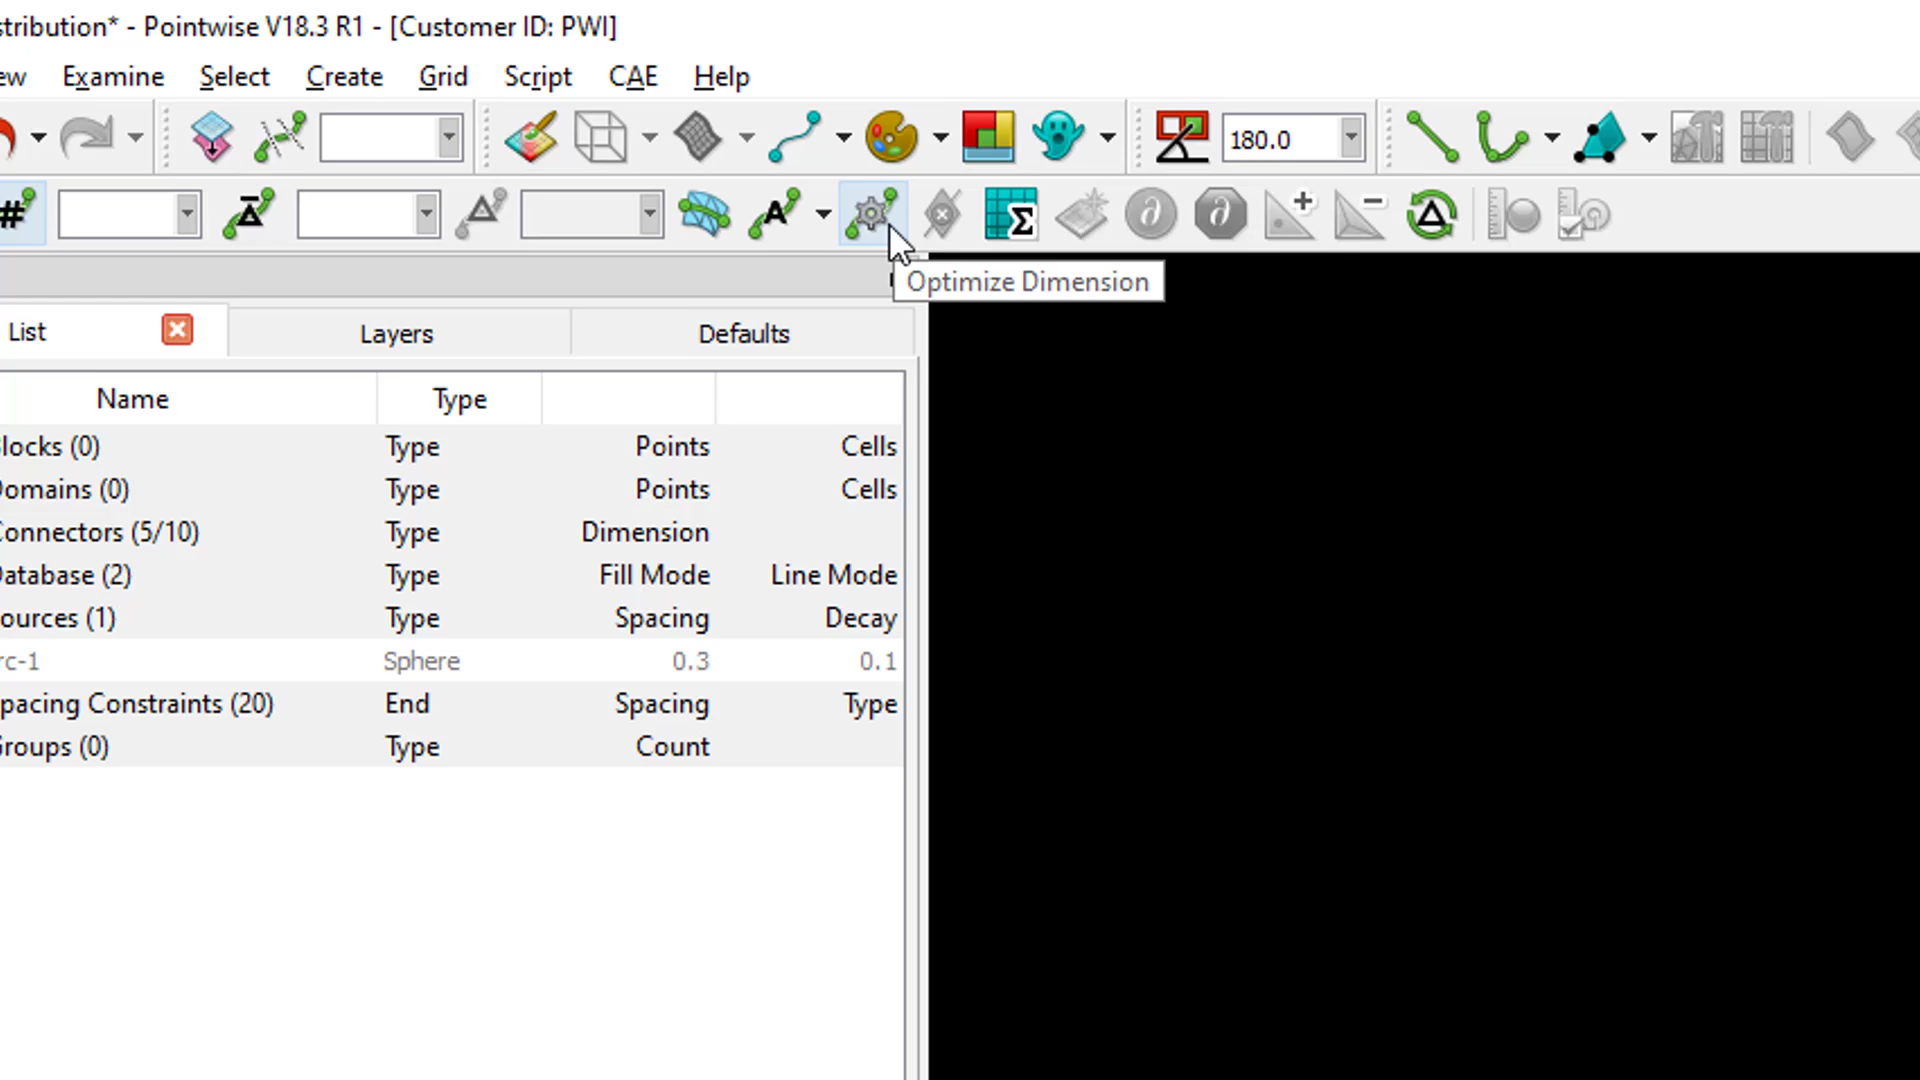 stribution* - Pointwise V18.3 R1 - [Customer ID: PWI]
ew Examine Select Create Grid Script CAE Help
180.0
# A Σ ∂ ∂
Optimize Dimension
List Layers Defaults
Name Type
locks (0) Type Points Cells
omains (0) Type Points Cells
Connectors (5/10) Type Dimension
atabase (2) Type Fill Mode Line Mode
ources (1) Type Spacing Decay
rc-1 Sphere 0.3 0.1
pacing Constraints (20) End Spacing Type
Groups (0) Type Count